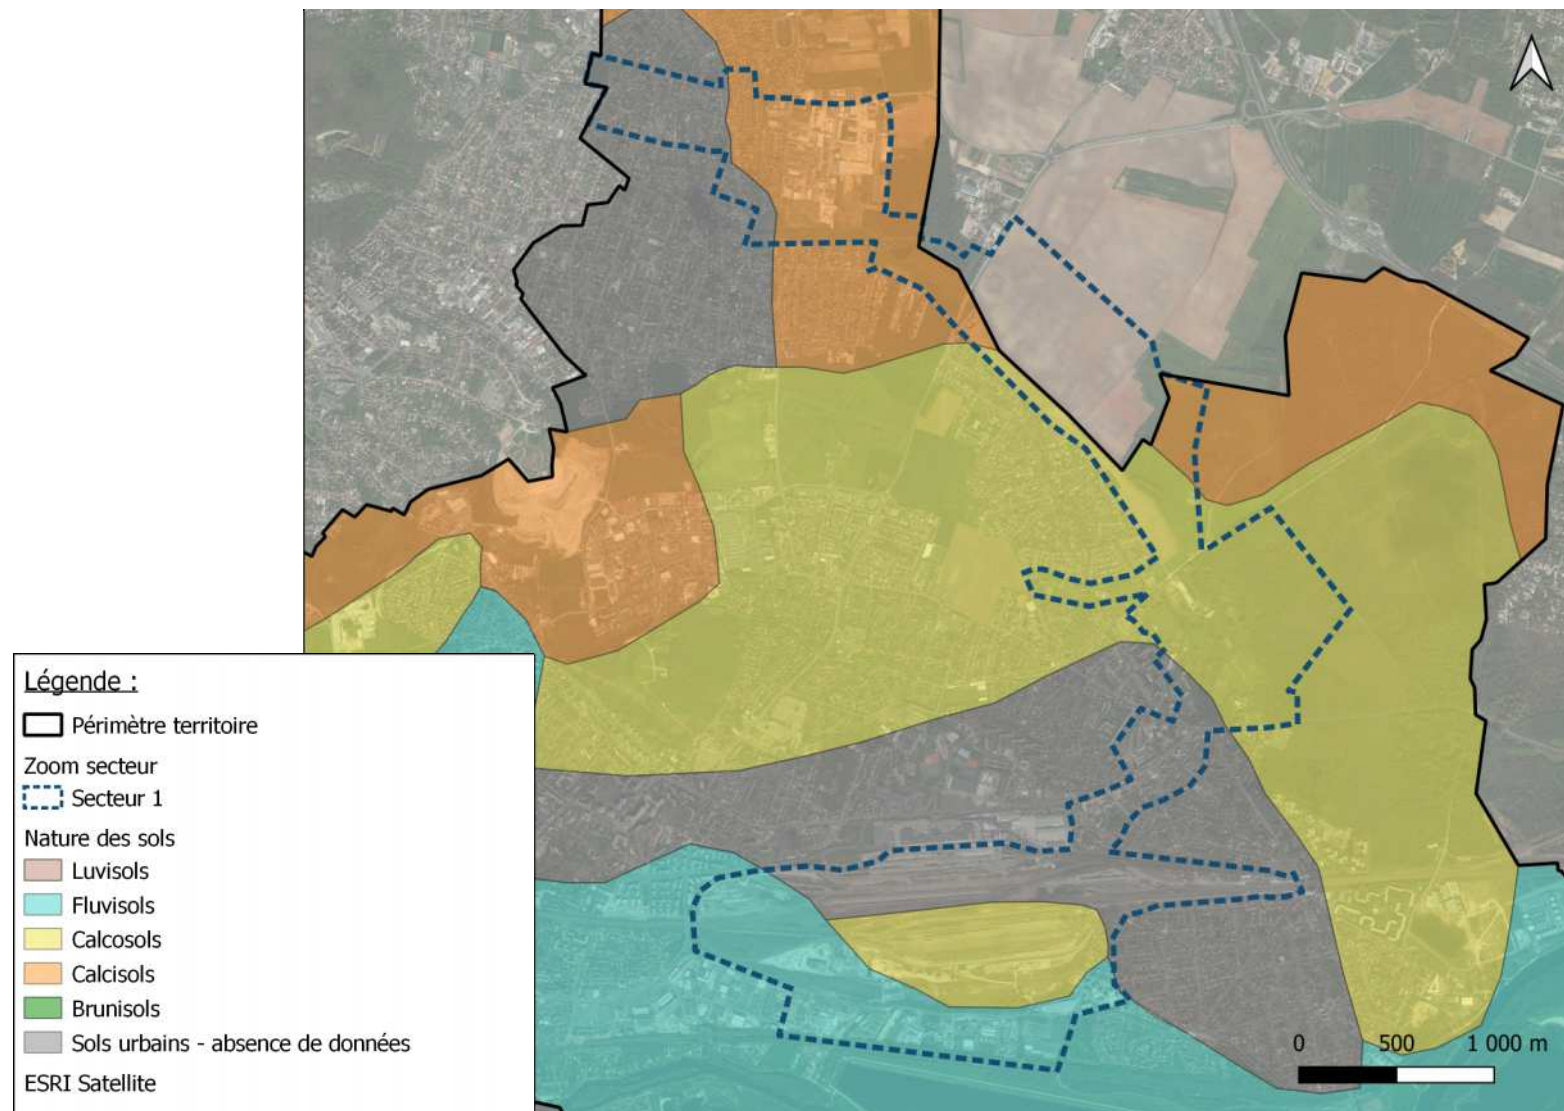 Légende :
Périmètre territoire
Zoom secteur
Secteur 1
Nature des sols
Luvisols
Fluvisols
Calcosols
Calcisols
Brunisols
Sols urbains - absence de données
ESRI Satellite
0 500 1 000 m